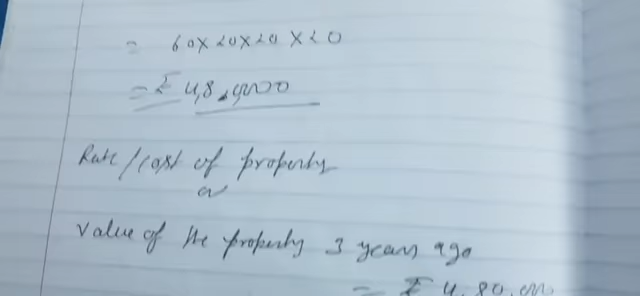 = 60 x 20 x 20 x 20
= ₹ 4,80,000
Rate / cost of property
or
value of the property 3 years ago
= ₹ 4,80,000